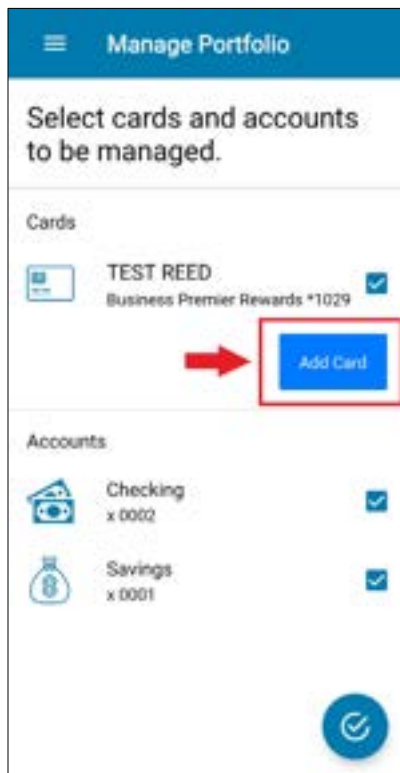 Manage Portfolio
Select cards and accounts
to be managed.
Cards
TEST REED
Business Premier Rewards *1029
Add Card
Accounts
Checking
x 0002
Savings
x 0001